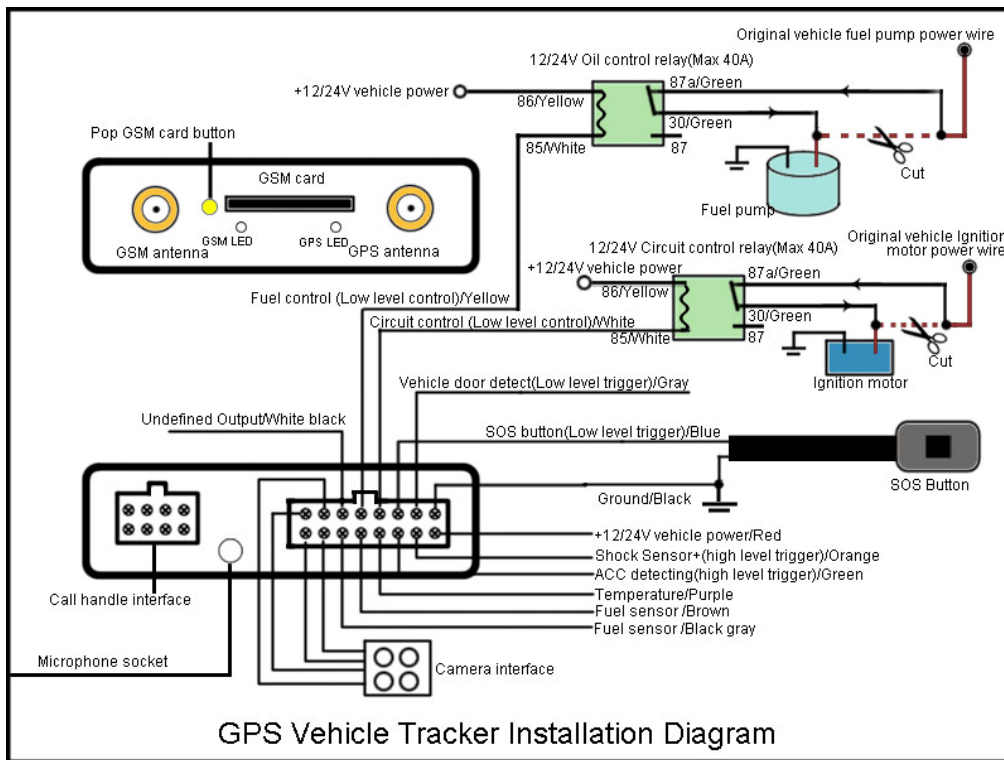 Original vehicle fuel pump power wire
12/24V Oil control relay(Max 40A)
87a/Green
+12/24V vehicle power
86/Yellow
30/Green
Pop GSM card button
85/White
87
Cut
GSM card
Fuel pump
GSM LED
GPS LED
GSM antenna
GPS antenna
Original vehicle Ignition
motor power wire
12/24V Circuit control relay(Max 40A)
+12/24V vehicle power
87a/Green
86/Yellow
Fuel control (Low level control)/Yellow
30/Green
Circuit control (Low level control)/White
85/White
87
Cut
Ignition motor
Vehicle door detect(Low level trigger)/Gray
Undefined Output/White black
SOS button(Low level trigger)/Blue
SOS Button
Ground/Black
+12/24V vehicle power/Red
Shock Sensor+(high level trigger)/Orange
ACC detecting(high level trigger)/Green
Call handle interface
Temperature/Purple
Fuel sensor /Brown
Fuel sensor /Black gray
Microphone socket
Camera interface
GPS Vehicle Tracker Installation Diagram